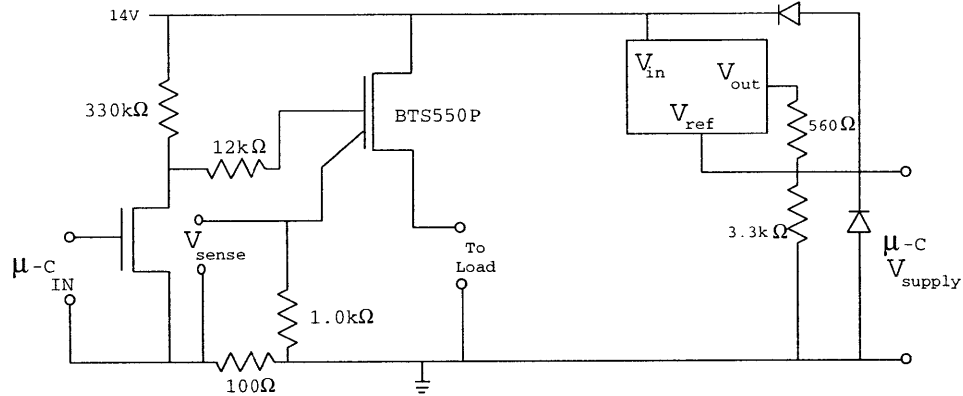 14V
330kΩ
12kΩ
BTS550P
V in
V out
V ref
560Ω
3.3kΩ
V sense
μ-C IN
To
Load
1.0kΩ
100Ω
μ-C
V supply